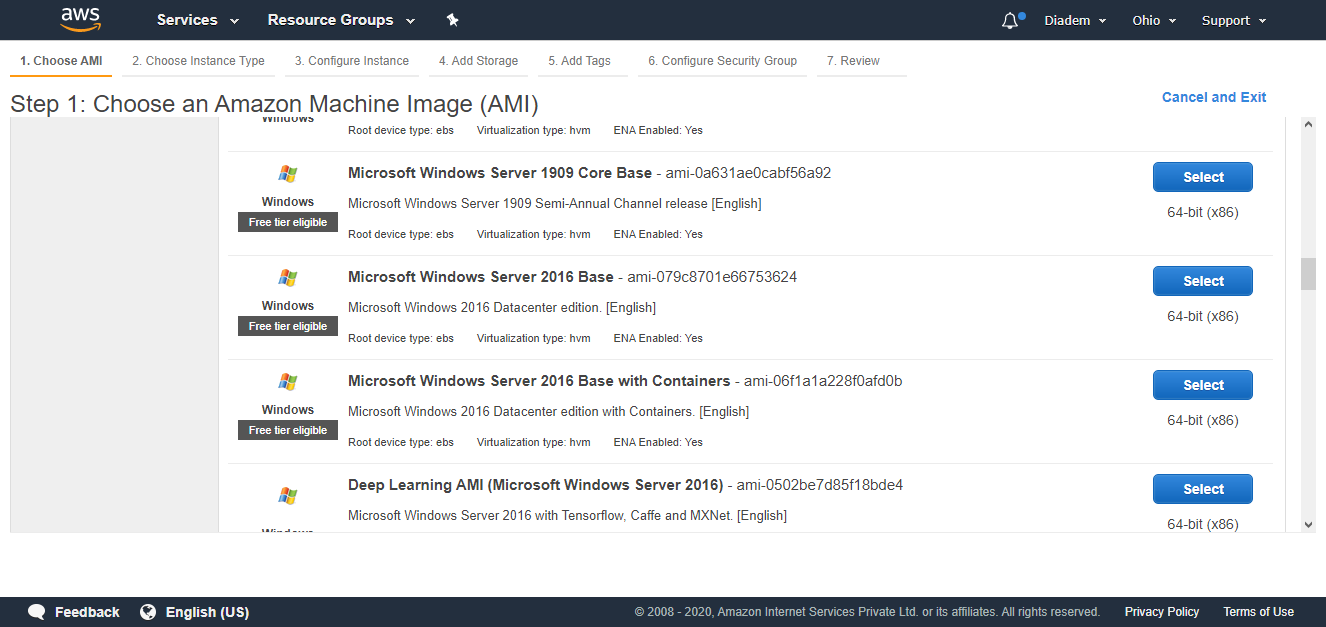 aws Services Resource Groups Diadem Ohio Support
1. Choose AMI 2. Choose Instance Type 3. Configure Instance 4. Add Storage 5. Add Tags 6. Configure Security Group 7. Review
Step 1: Choose an Amazon Machine Image (AMI)
Cancel and Exit
Windows
Root device type: ebs Virtualization type: hvm ENA Enabled: Yes
Microsoft Windows Server 1909 Core Base - ami-0a631ae0cabf56a92
Select
Windows
Microsoft Windows Server 1909 Semi-Annual Channel release [English]
64-bit (x86)
Free tier eligible
Root device type: ebs Virtualization type: hvm ENA Enabled: Yes
Microsoft Windows Server 2016 Base - ami-079c8701e66753624
Select
Windows
Microsoft Windows 2016 Datacenter edition. [English]
64-bit (x86)
Free tier eligible
Root device type: ebs Virtualization type: hvm ENA Enabled: Yes
Microsoft Windows Server 2016 Base with Containers - ami-06f1a1a228f0afd0b
Select
Windows
Microsoft Windows 2016 Datacenter edition with Containers. [English]
64-bit (x86)
Free tier eligible
Root device type: ebs Virtualization type: hvm ENA Enabled: Yes
Deep Learning AMI (Microsoft Windows Server 2016) - ami-0502be7d85f18bde4
Select
Microsoft Windows Server 2016 with Tensorflow, Caffe and MXNet. [English]
64-bit (x86)
Windows
Feedback English (US) © 2008 - 2020, Amazon Internet Services Private Ltd. or its affiliates. All rights reserved. Privacy Policy Terms of Use